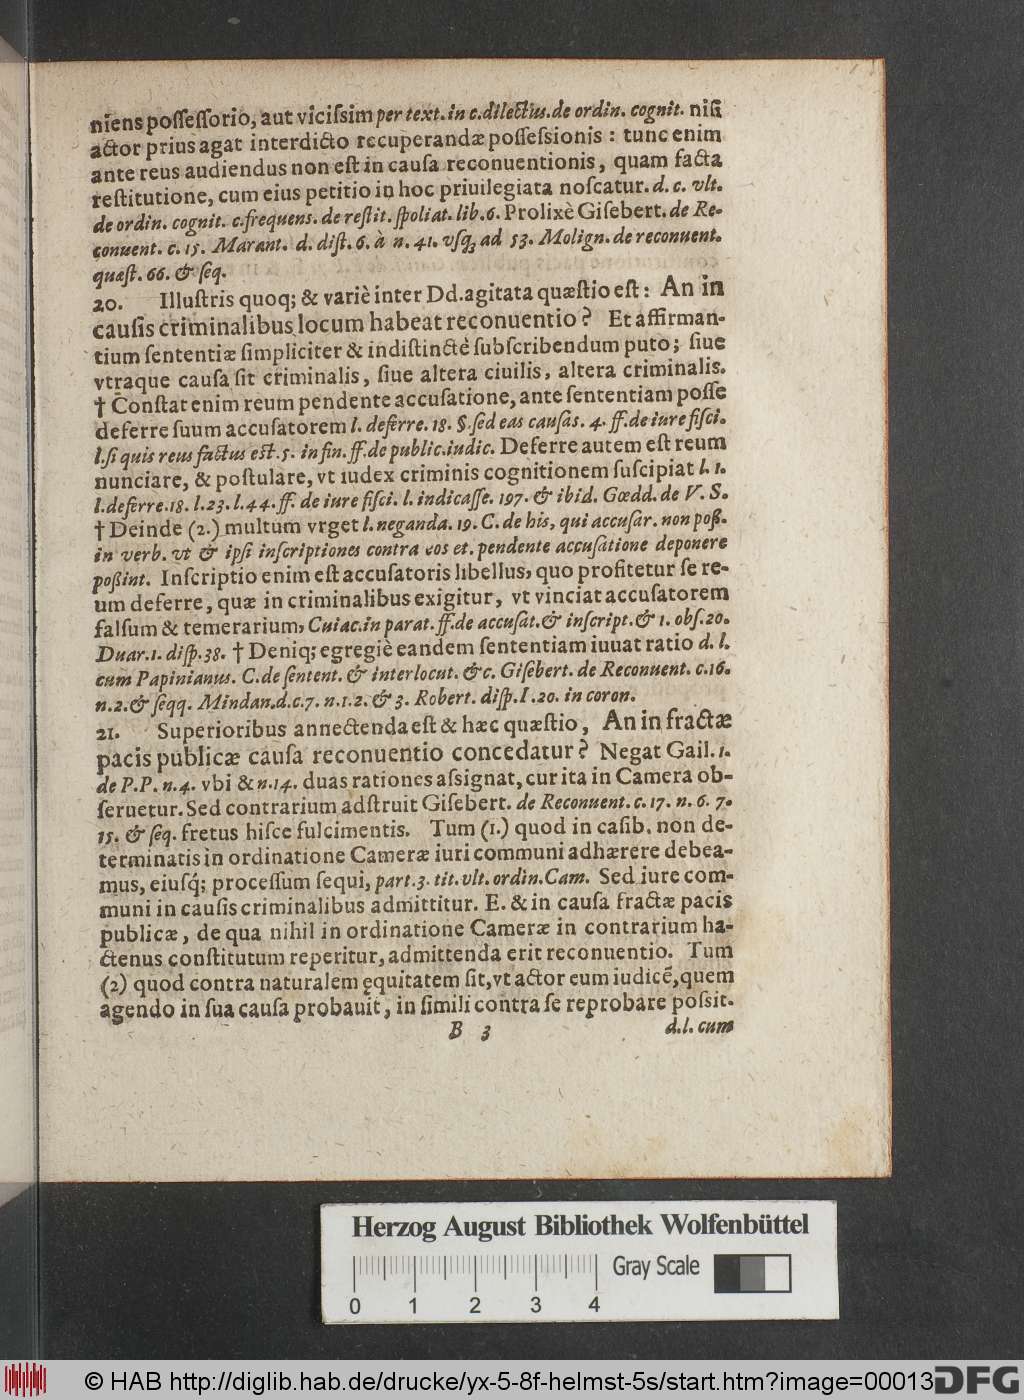 niens poſſeſſorio, aut viciſsim per text. in c. dilectus. de ordin. cognit. niſi
actor prius agat interdicto recuperandæ poſſeſsionis : tunc enim
ante reus audiendus non eſt in cauſa reconuentionis, quam facta
reſtitutione, cum eius petitio in hoc priuilegiata noſcatur. d. c. vlt.
de ordin. cognit. c. frequens. de reſtit. ſpoliat. lib. 6. Prolixè Giſebert. de Re-
conuent. c. 15. Marant. d. diſt. 6. à n. 41. vſq; ad 53. Molign. de reconuent.
quæſt. 66. & ſeq.
20. Illuſtris quoq; & variè inter Dd. agitata quæſtio eſt: An in
cauſis criminalibus locum habeat reconuentio? Et affirman-
tium ſententiæ ſimpliciter & indiſtinctè ſubſcribendum puto; ſiue
vtraque cauſa ſit criminalis, ſiue altera ciuilis, altera criminalis.
† Conſtat enim reum pendente accuſatione, ante ſententiam poſſe
deferre ſuum accuſatorem l. deferre. 18. §. ſed eas cauſas. 4. ff. de iure fiſci.
l. ſi quis reus factus eſt. 5. in fin. ff. de public. iudic. Deferre autem eſt reum
nunciare, & poſtulare, vt iudex criminis cognitionem ſuſcipiat l. 1.
l. deferre. 18. l. 23. l. 44. ff. de iure fiſci. l. indicaſſe. 197. & ibid. Gœdd. de V. S.
† Deinde (2.) multum vrget l. neganda. 19. C. de his, qui accuſar. non poß.
in verb. vt & ipſi inſcriptiones contra eos et. pendente accuſatione deponere
poßint. Inſcriptio enim eſt accuſatoris libellus, quo profitetur ſe re-
um deferre, quæ in criminalibus exigitur, vt vinciat accuſatorem
falſum & temerarium, Cuiac. in parat. ff. de accuſat. & inſcript. & 1. obſ. 20.
Duar. 1. diſp. 38. † Deniq; egregiè eandem ſententiam iuuat ratio d. l.
cum Papinianus. C. de ſentent. & interlocut. &c. Giſebert. de Reconuent. c. 16.
n. 2. & ſeqq. Mindan. d. c. 7. n. 1. 2. & 3. Robert. diſp. I. 20. in coron.
21. Superioribus annectenda eſt & hæc quæſtio, An in fractæ
pacis publicæ cauſa reconuentio concedatur? Negat Gail. 1.
de P. P. n. 4. vbi & n. 14. duas rationes aſsignat, cur ita in Camera ob-
ſeruetur. Sed contrarium adſtruit Giſebert. de Reconuent. c. 17. n. 6. 7.
15. & ſeq. fretus hiſce fulcimentis. Tum (1.) quod in caſib. non de-
terminatis in ordinatione Cameræ iuri communi adhærere debea-
mus, eiuſq́; proceſſum ſequi, part. 3. tit. vlt. ordin. Cam. Sed iure com-
muni in cauſis criminalibus admittitur. E. & in cauſa fractæ pacis
publicæ, de qua nihil in ordinatione Cameræ in contrarium ha-
ctenus conſtitutum reperitur, admittenda erit reconuentio. Tum
(2) quod contra naturalem ęquitatem ſit, vt actor eum iudicẽ, quem
agendo in ſua cauſa probauit, in ſimili contra ſe reprobare poſsit.
B 3 d. l. cum
Herzog August Bibliothek Wolfenbüttel
Gray Scale
0 1 2 3 4
© HAB http://diglib.hab.de/drucke/yx-5-8f-helmst-5s/start.htm?image=00013
DFG